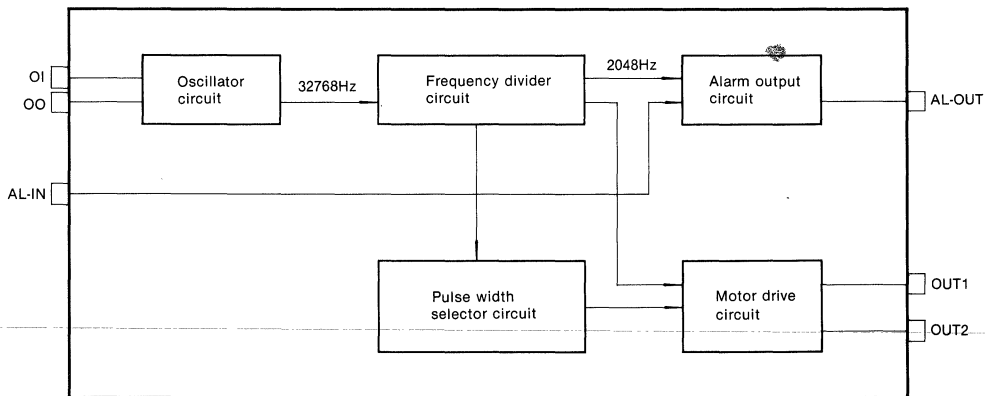 OI
OO
AL-IN
Oscillator
circuit
32768Hz
Frequency divider
circuit
2048Hz
Alarm output
circuit
AL-OUT
Pulse width
selector circuit
Motor drive
circuit
OUT1
OUT2